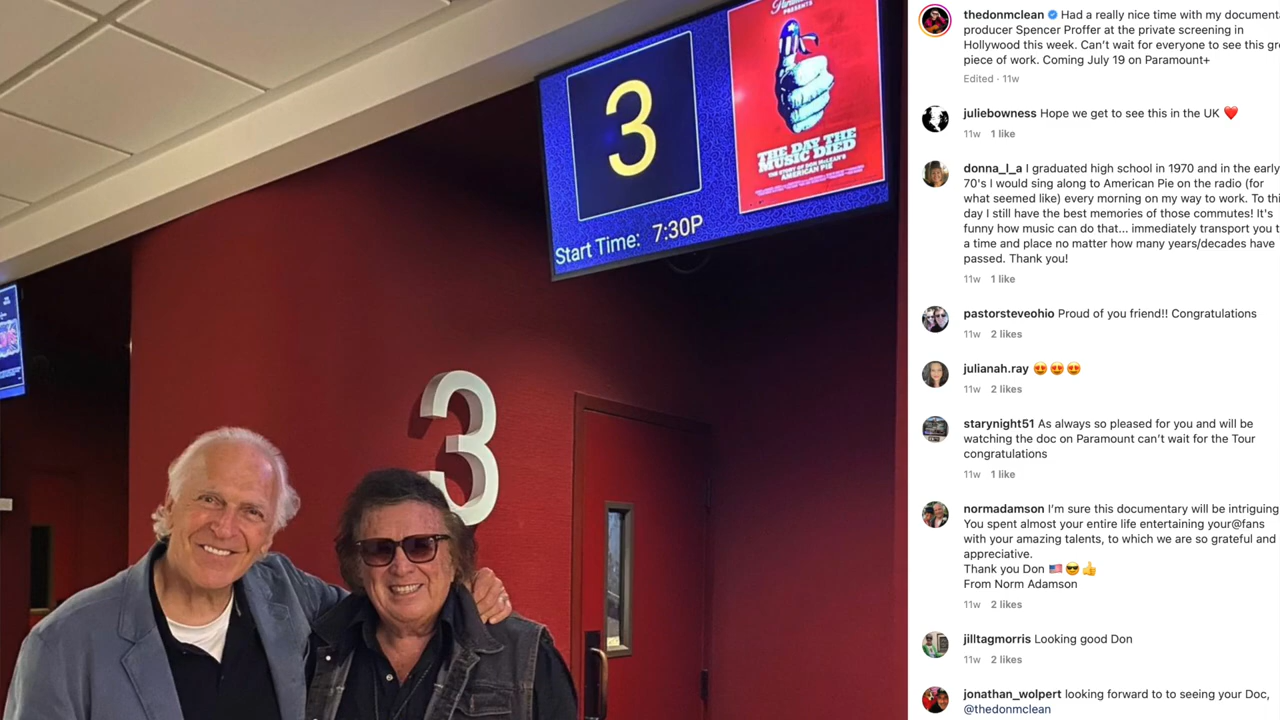 Paramount+
PRESENTS
3
THE DAY THE
MUSIC DIED
THE STORY OF DON McLEAN'S
AMERICAN PIE
Start Time: 7:30P
3
thedonmclean Had a really nice time with my document
producer Spencer Proffer at the private screening in
Hollywood this week. Can't wait for everyone to see this gr
piece of work. Coming July 19 on Paramount+
Edited · 11w
juliebowness Hope we get to see this in the UK ❤️
11w 1 like
donna_l_a I graduated high school in 1970 and in the early
70's I would sing along to American Pie on the radio (for
what seemed like) every morning on my way to work. To thi
day I still have the best memories of those commutes! It's
funny how music can do that... immediately transport you t
a time and place no matter how many years/decades have
passed. Thank you!
11w 1 like
pastorsteveohio Proud of you friend!! Congratulations
11w 2 likes
julianah.ray 😍😍😍
11w 2 likes
starynight51 As always so pleased for you and will be
watching the doc on Paramount can't wait for the Tour
congratulations
11w 1 like
normadamson I'm sure this documentary will be intriguing
You spent almost your entire life entertaining your@fans
with your amazing talents, to which we are so grateful and
appreciative.
Thank you Don 🇺🇸😎👍
From Norm Adamson
11w 2 likes
jilltagmorris Looking good Don
11w 2 likes
jonathan_wolpert looking forward to to seeing your Doc,
@thedonmclean